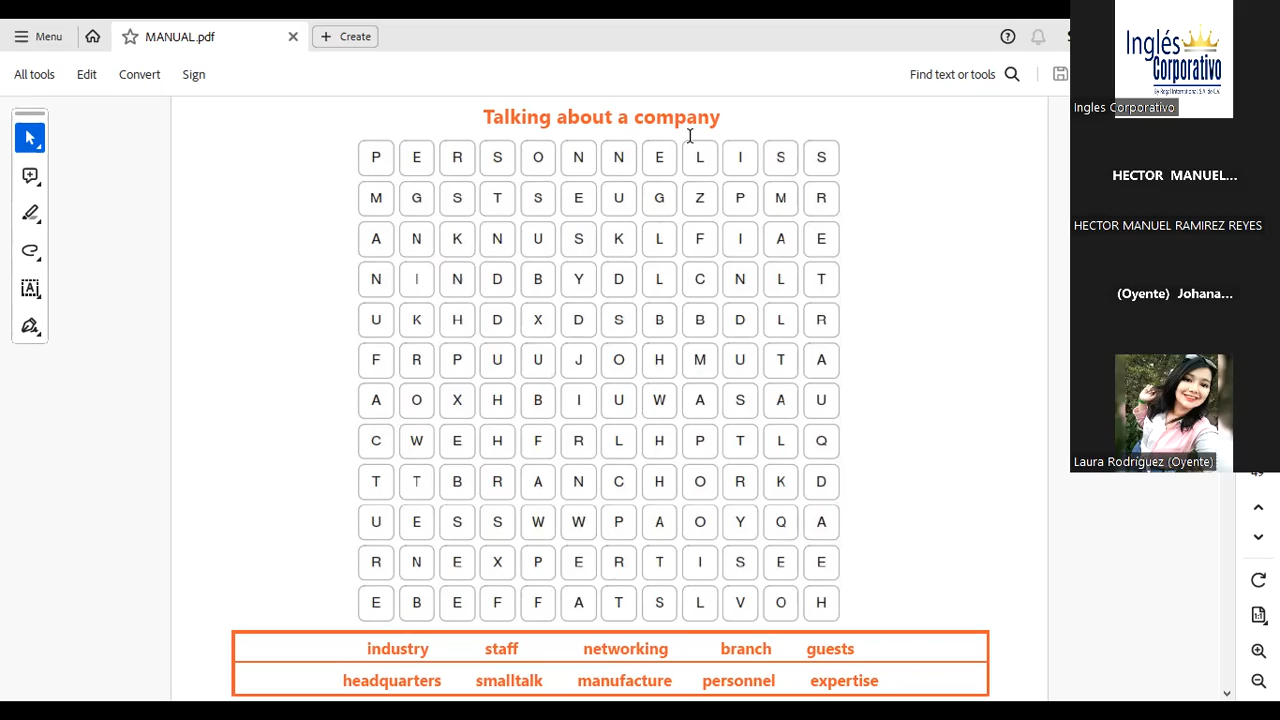 Menu
MANUAL.pdf
Create
All tools Edit Convert Sign
Find text or tools
Talking about a company
P E R S O N N E L I S S
M G S T S E U G Z P M R
A N K N U S K L F I A E
N I N D B Y D L C N L T
U K H D X D S B B D L R
F R P U U J O H M U T A
A O X H B I U W A S A U
C W E H F R L H P T L Q
T T B R A N C H O R K D
U E S S W W P A O Y Q A
R N E X P E R T I S E E
E B E F F A T S L V O H
industry staff networking branch guests
headquarters smalltalk manufacture personnel expertise
Inglés
Corporativo
Ingles Corporativo
HECTOR MANUEL...
HECTOR MANUEL RAMIREZ REYES
(Oyente) Johana...
Laura Rodríguez (Oyente)